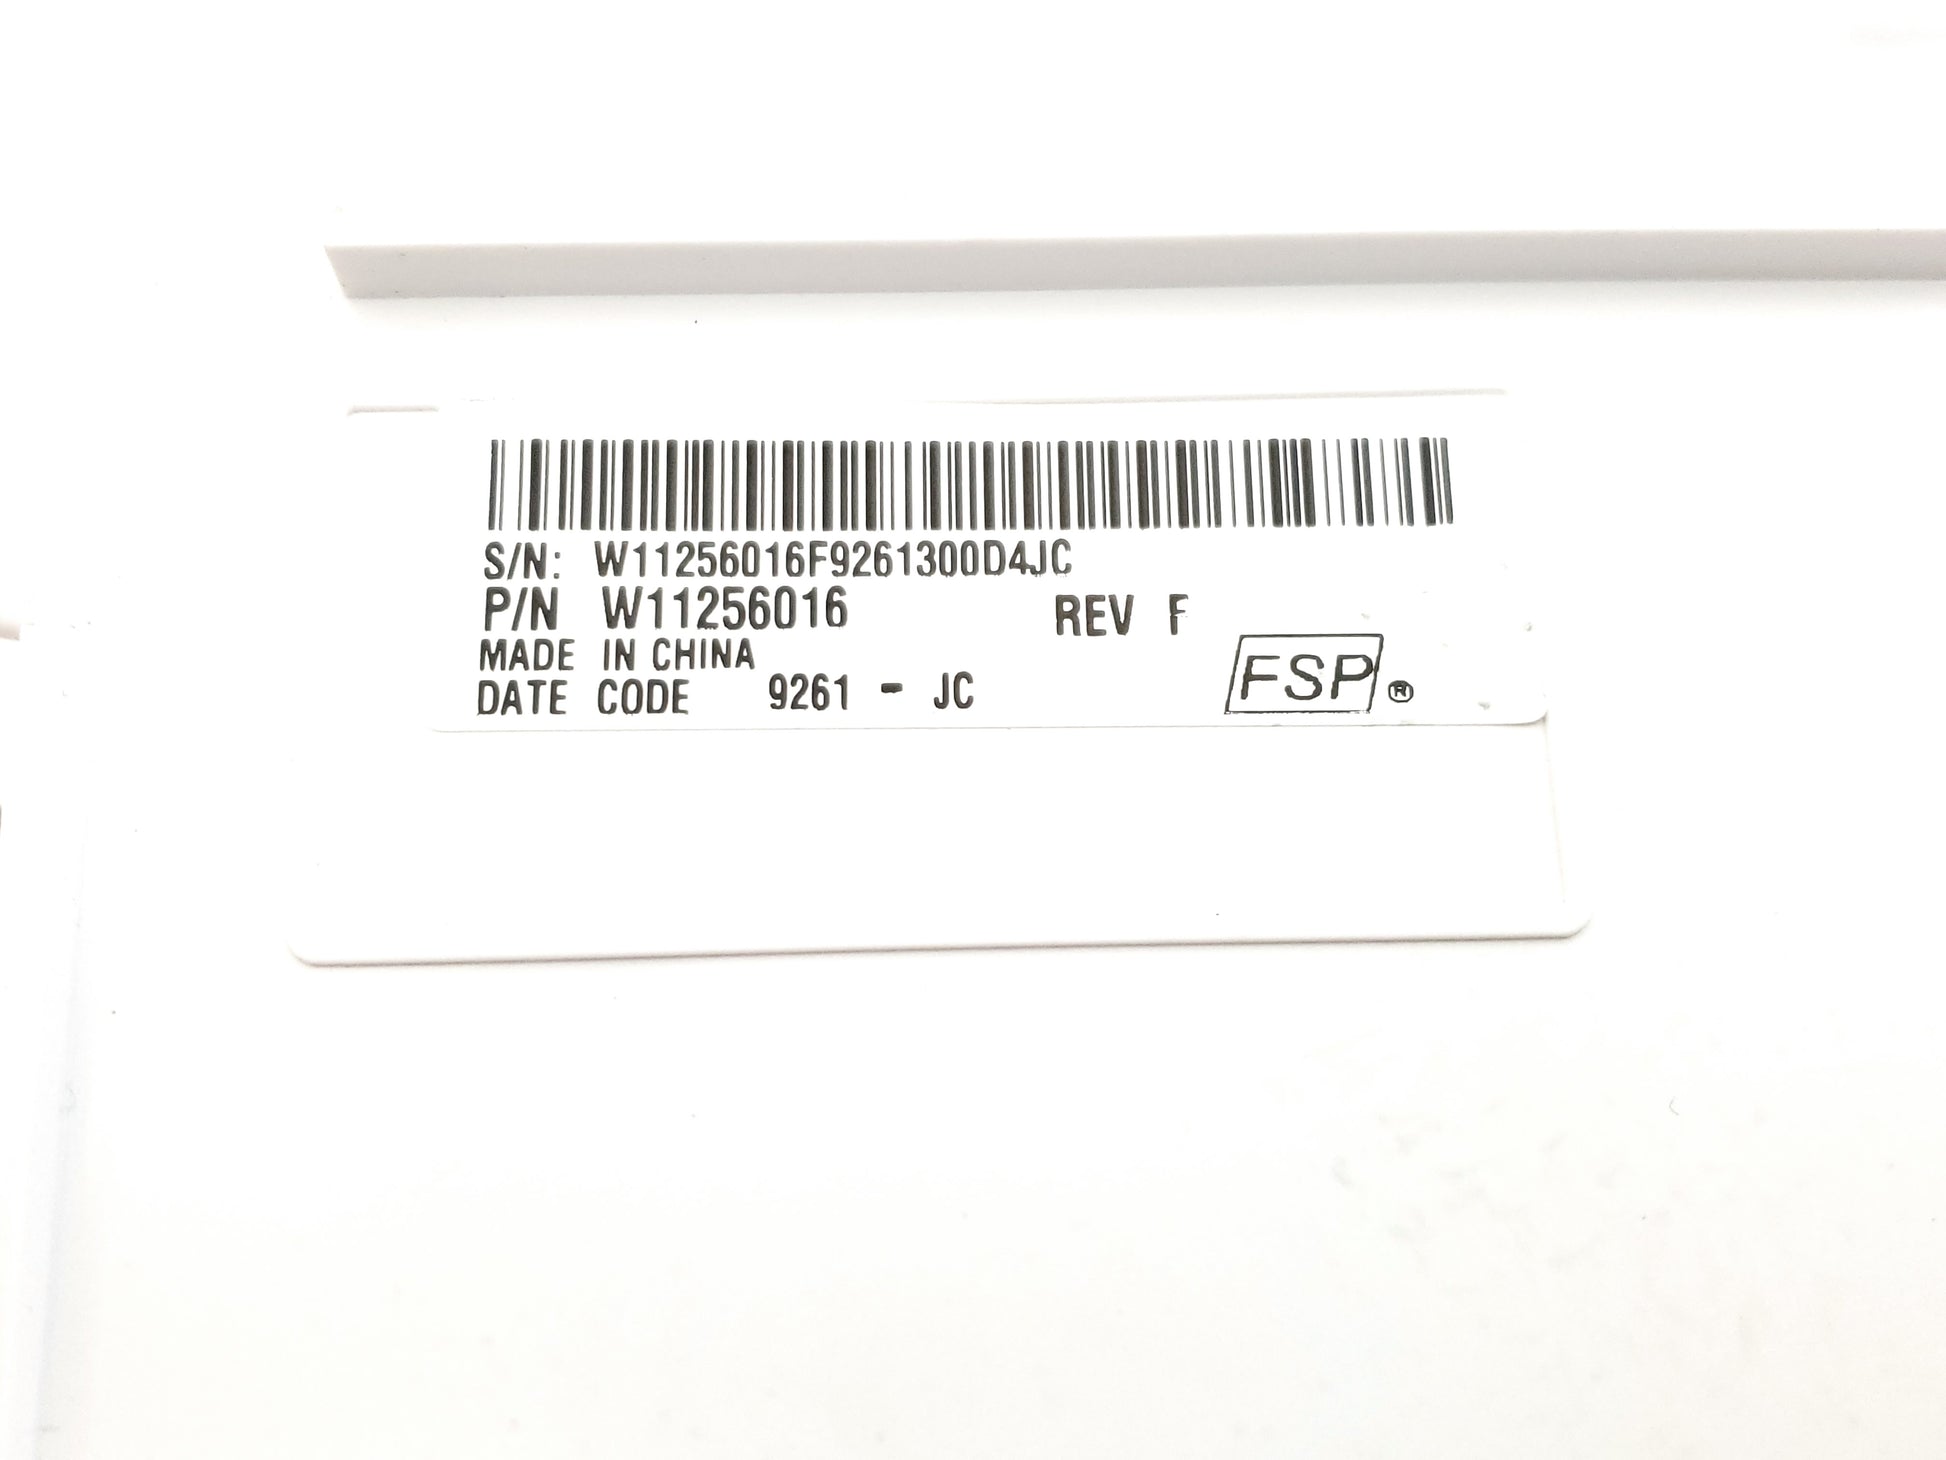 S/N: W11256016F9261300D4JC
P/N W11256016 REV F
MADE IN CHINA
DATE CODE 9261 - JC
FSP®